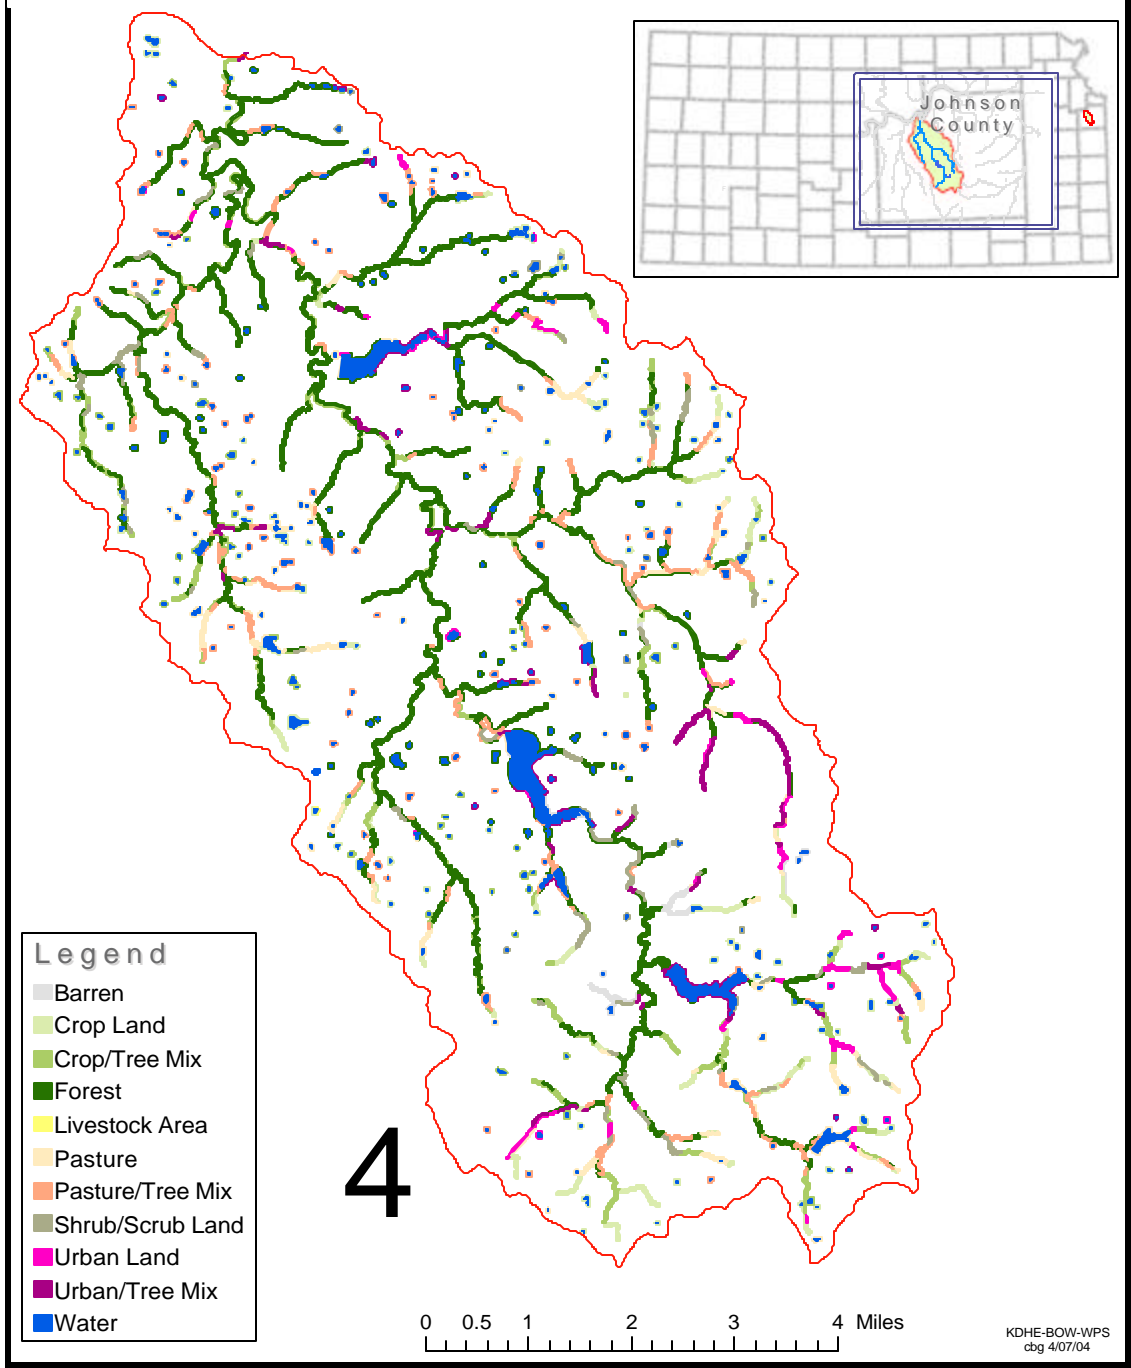 Johnson
County
4
Legend
Barren
Crop Land
Crop/Tree Mix
Forest
Livestock Area
Pasture
Pasture/Tree Mix
Shrub/Scrub Land
Urban Land
Urban/Tree Mix
Water
0 0.5 1 2 3 4 Miles
KDHE-BOW-WPS
cbg 4/07/04